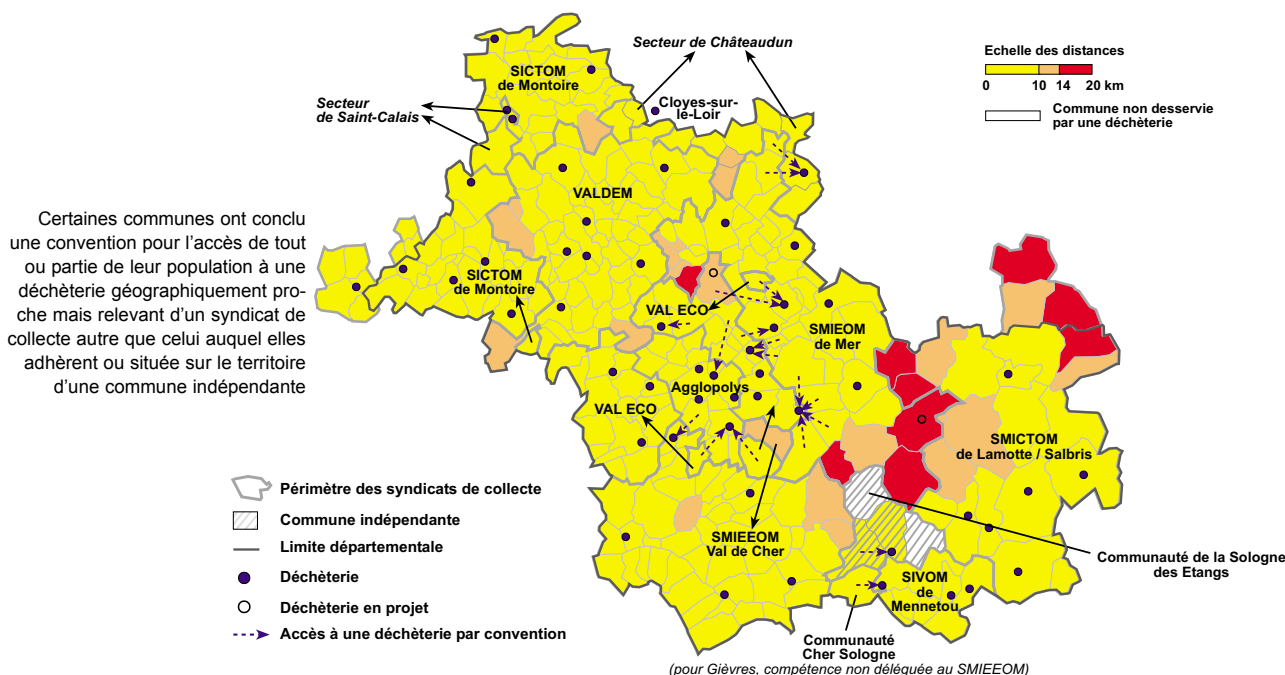 Secteur de Châteaudun
Echelle des distances
0 10 14 20 km
Commune non desservie
par une déchèterie
SICTOM
de Montoire
Cloyes-sur-
le-Loir
Secteur
de Saint-Calais
VALDEM
Certaines communes ont conclu
une convention pour l'accès de tout
ou partie de leur population à une
déchèterie géographiquement pro-
che mais relevant d'un syndicat de
collecte autre que celui auquel elles
adhèrent ou située sur le territoire
d'une commune indépendante
SICTOM
de Montoire
VAL ECO
SMIEOM
de Mer
Agglopolys
VAL ECO
SMICTOM
de Lamotte / Salbris
Périmètre des syndicats de collecte
Commune indépendante
Limite départementale
Déchèterie
Déchèterie en projet
Accès à une déchèterie par convention
SMIEEOM
Val de Cher
Communauté de la Sologne
des Etangs
SIVOM
de
Mennetou
Communauté
Cher Sologne
(pour Gièvres, compétence non déléguée au SMIEEOM)